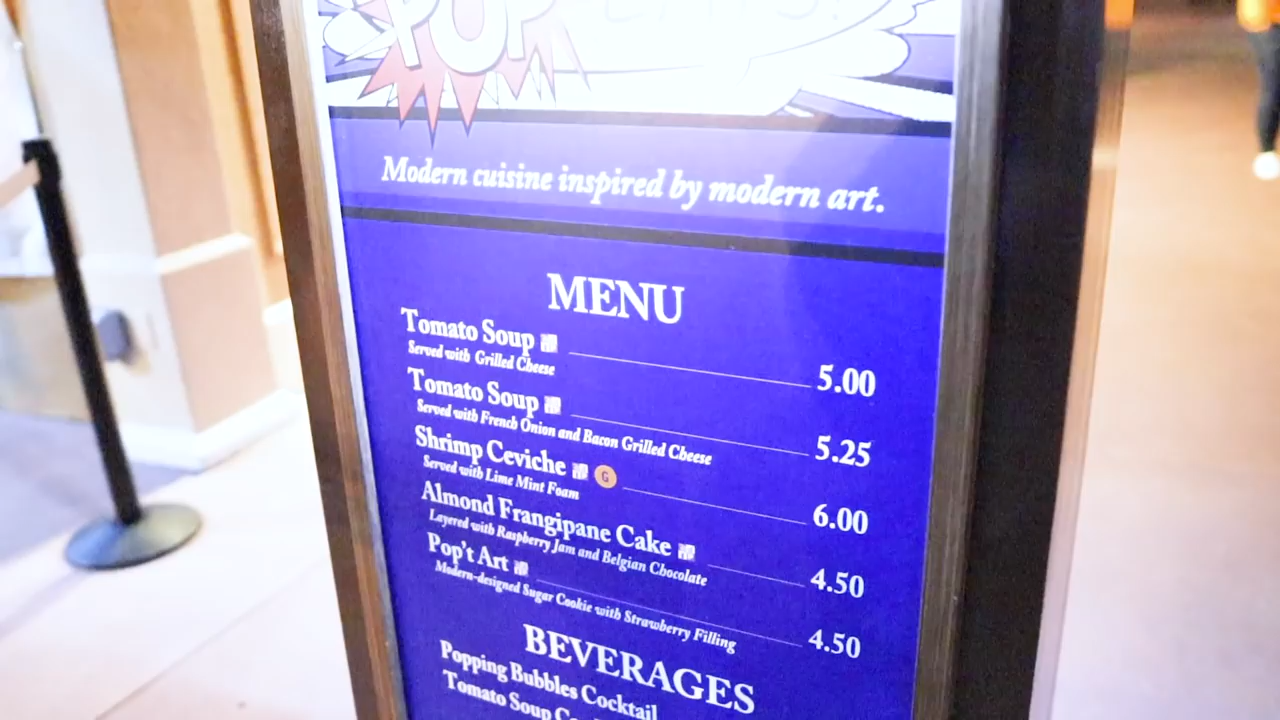 POP
Modern cuisine inspired by modern art.
MENU
Tomato Soup 5.00
Served with Grilled Cheese
Tomato Soup 5.25
Served with French Onion and Bacon Grilled Cheese
Shrimp Ceviche G 6.00
Served with Lime Mint Foam
Almond Frangipane Cake 4.50
Layered with Raspberry Jam and Belgian Chocolate
Pop't Art 4.50
Modern-designed Sugar Cookie with Strawberry Filling
BEVERAGES
Popping Bubbles Cocktail
Tomato Soup